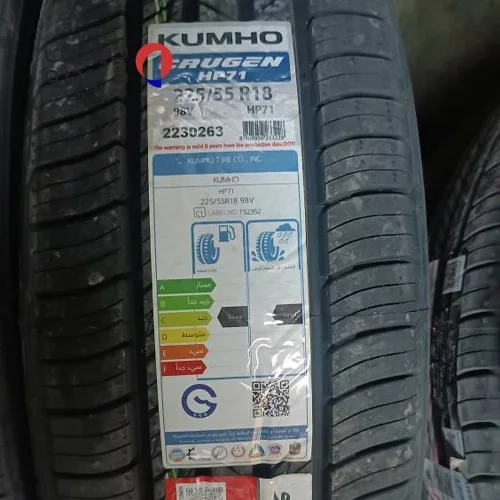 KUMHO
CRUGEN
HP71
225/55 R18
98V HP71
2230263
The warranty is valid 5 years from the production date(DOT)
KUMHO TIRE CO., INC.
KUMHO
HP71
225/55R18 98V
C1 LABEL NO 152352
A ممتاز
B جيد جداً
C جيد
D متوسط
E سيء
F سيء جداً